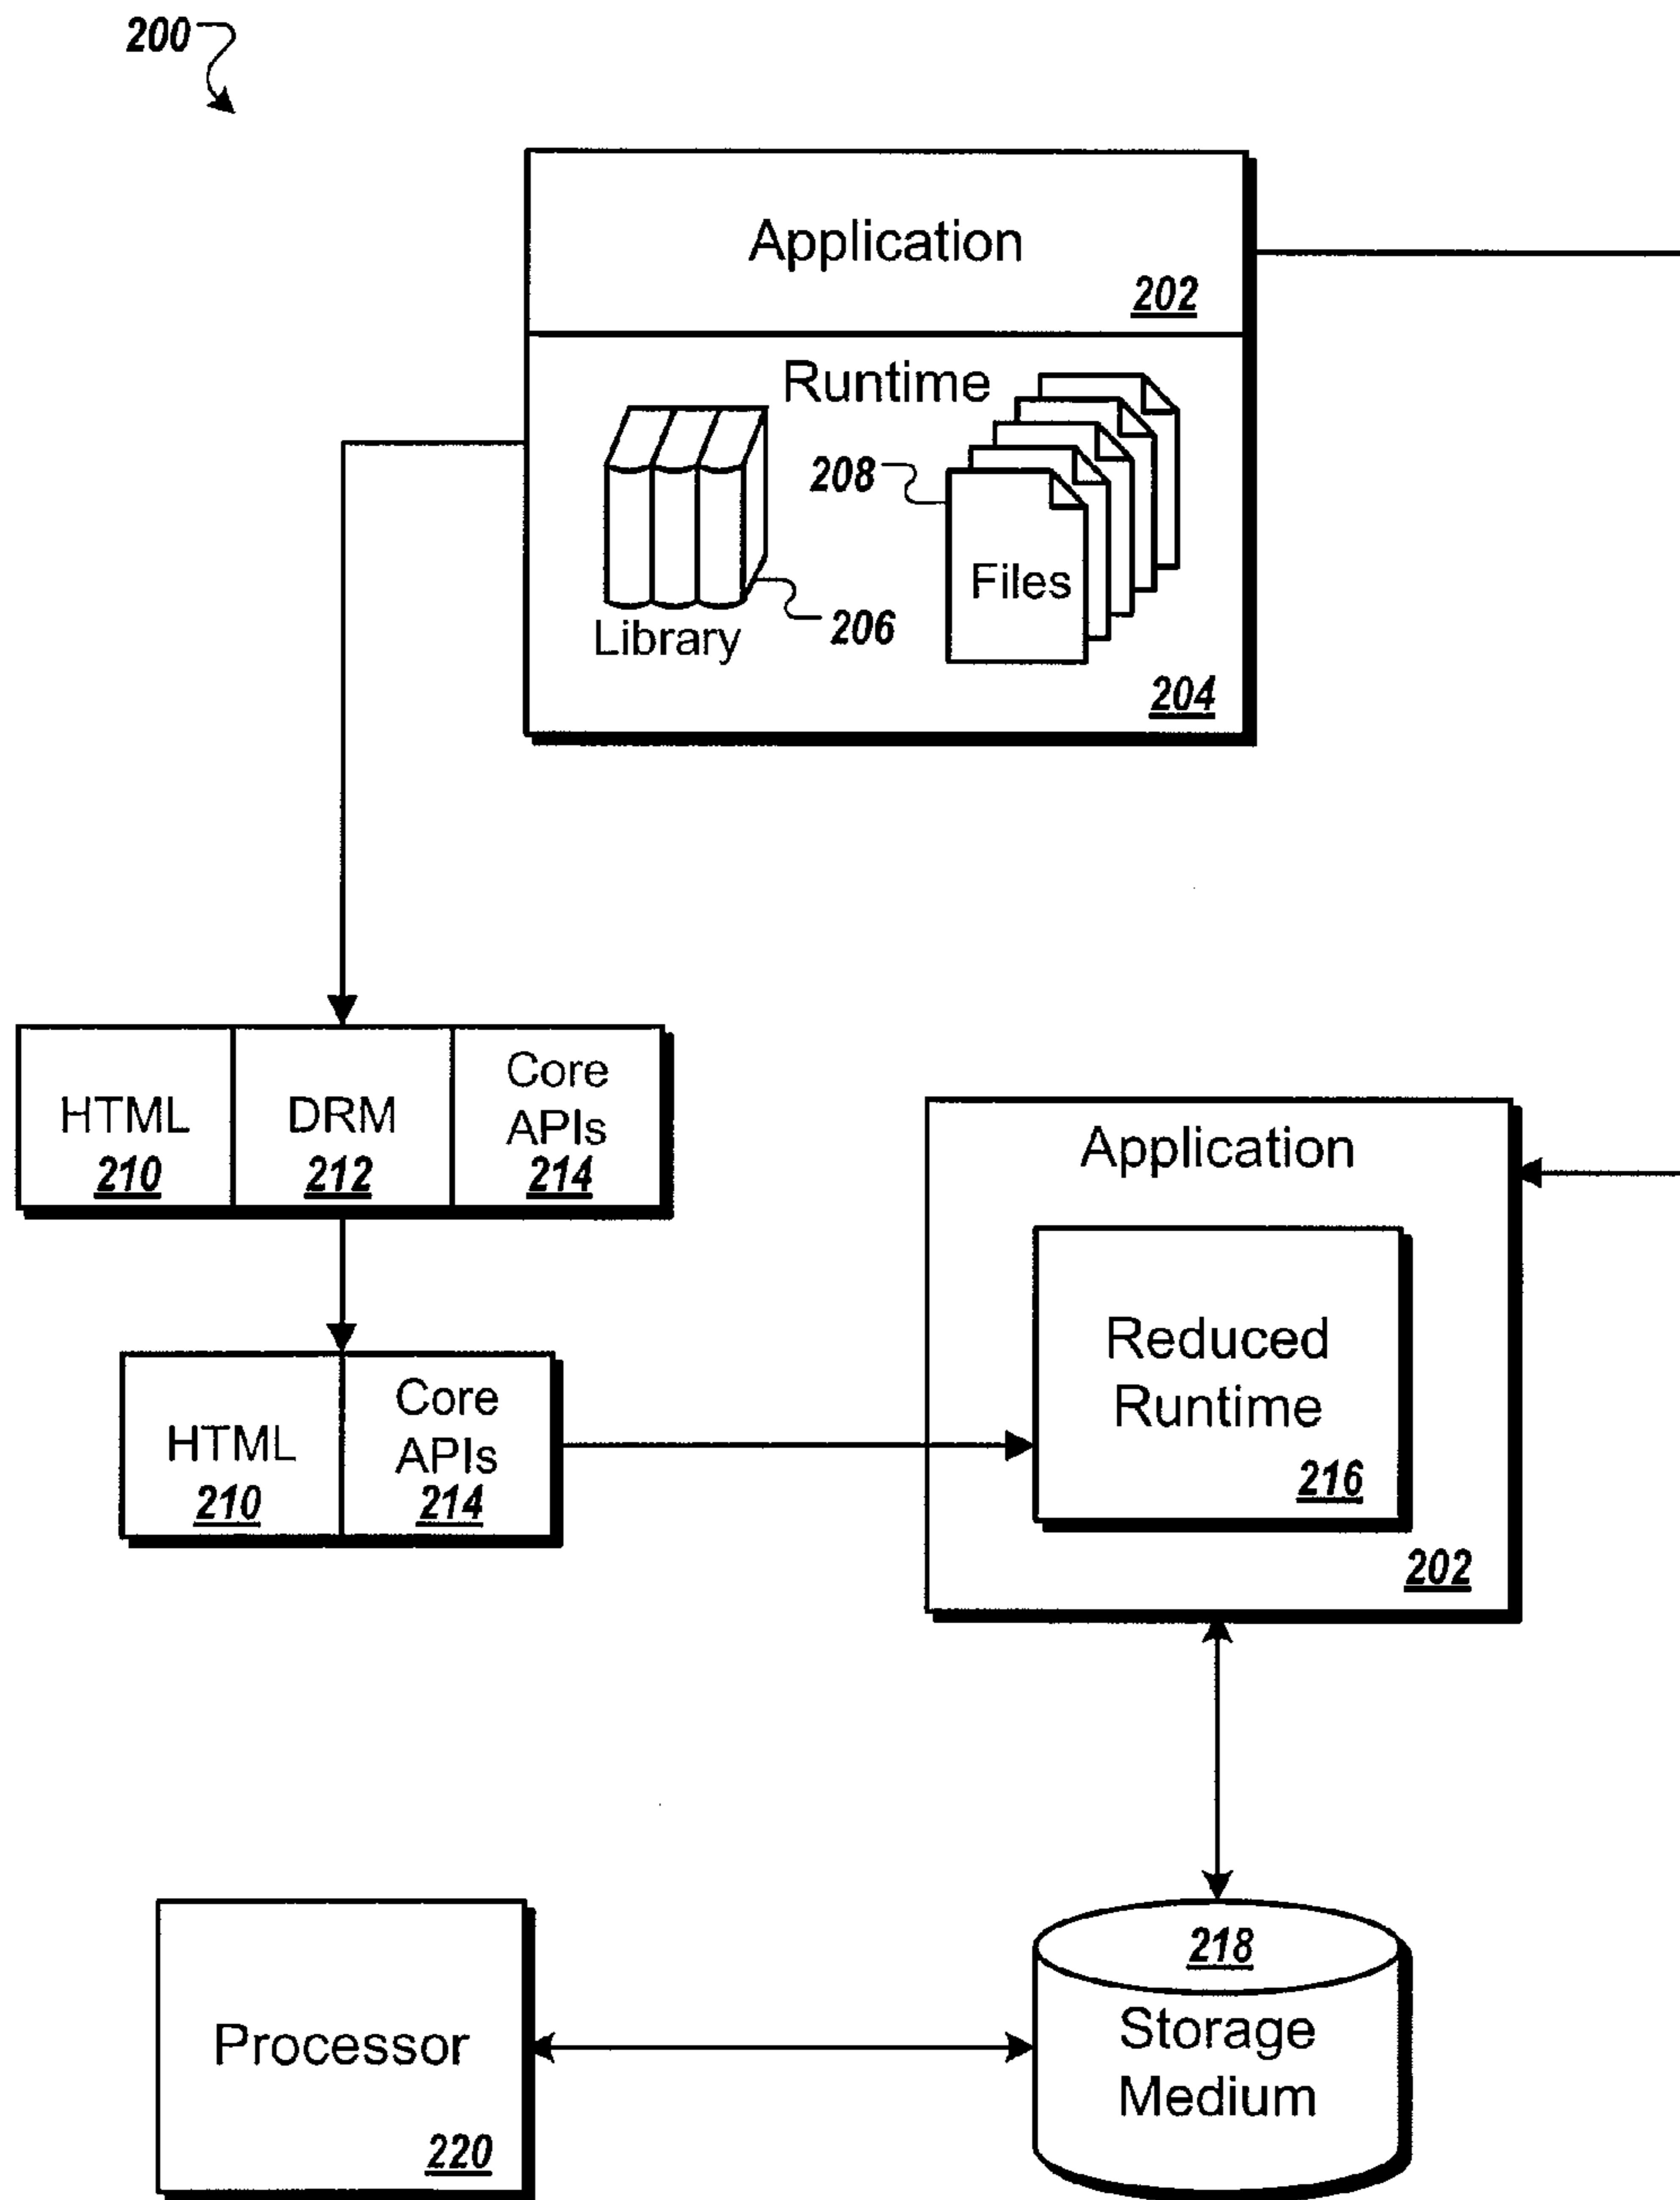 200
Application
202
Runtime
208
Files
206
Library
204
HTML
210
DRM
212
Core
APIs
214
Application
Reduced
Runtime
216
202
HTML
210
Core
APIs
214
218
Storage
Medium
Processor
220